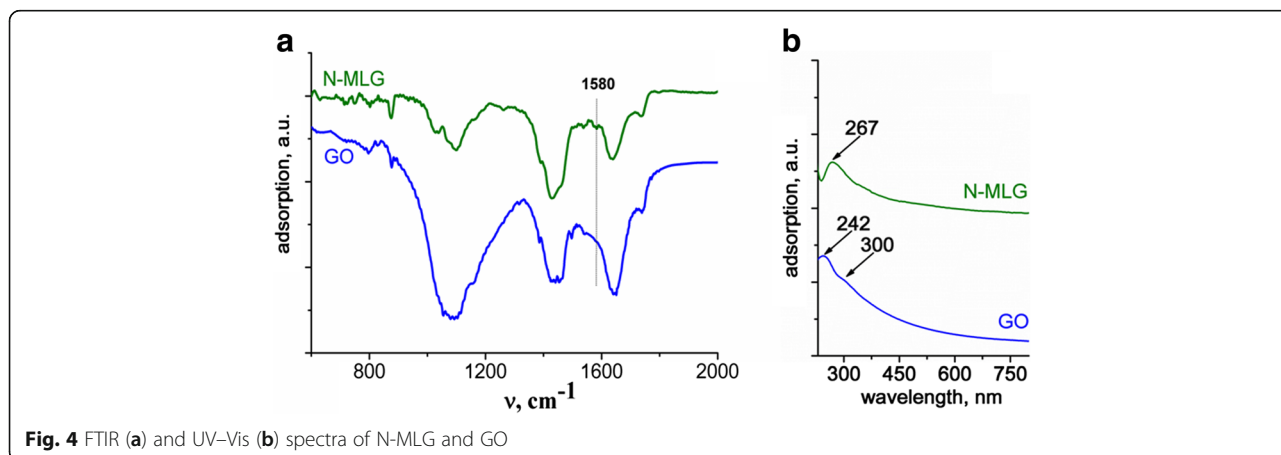 a
b
N-MLG
1580
GO
adsorption, a.u.
800
1200
1600
2000
ν, cm-1
267
N-MLG
242
300
GO
adsorption, a.u.
300
450
600
750
wavelength, nm
Fig. 4 FTIR (a) and UV–Vis (b) spectra of N-MLG and GO